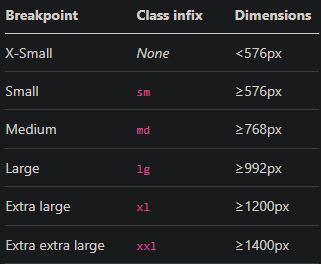 Breakpoint Class infix Dimensions
X-Small None <576px
Small sm ≥576px
Medium md ≥768px
Large lg ≥992px
Extra large xl ≥1200px
Extra extra large xxl ≥1400px